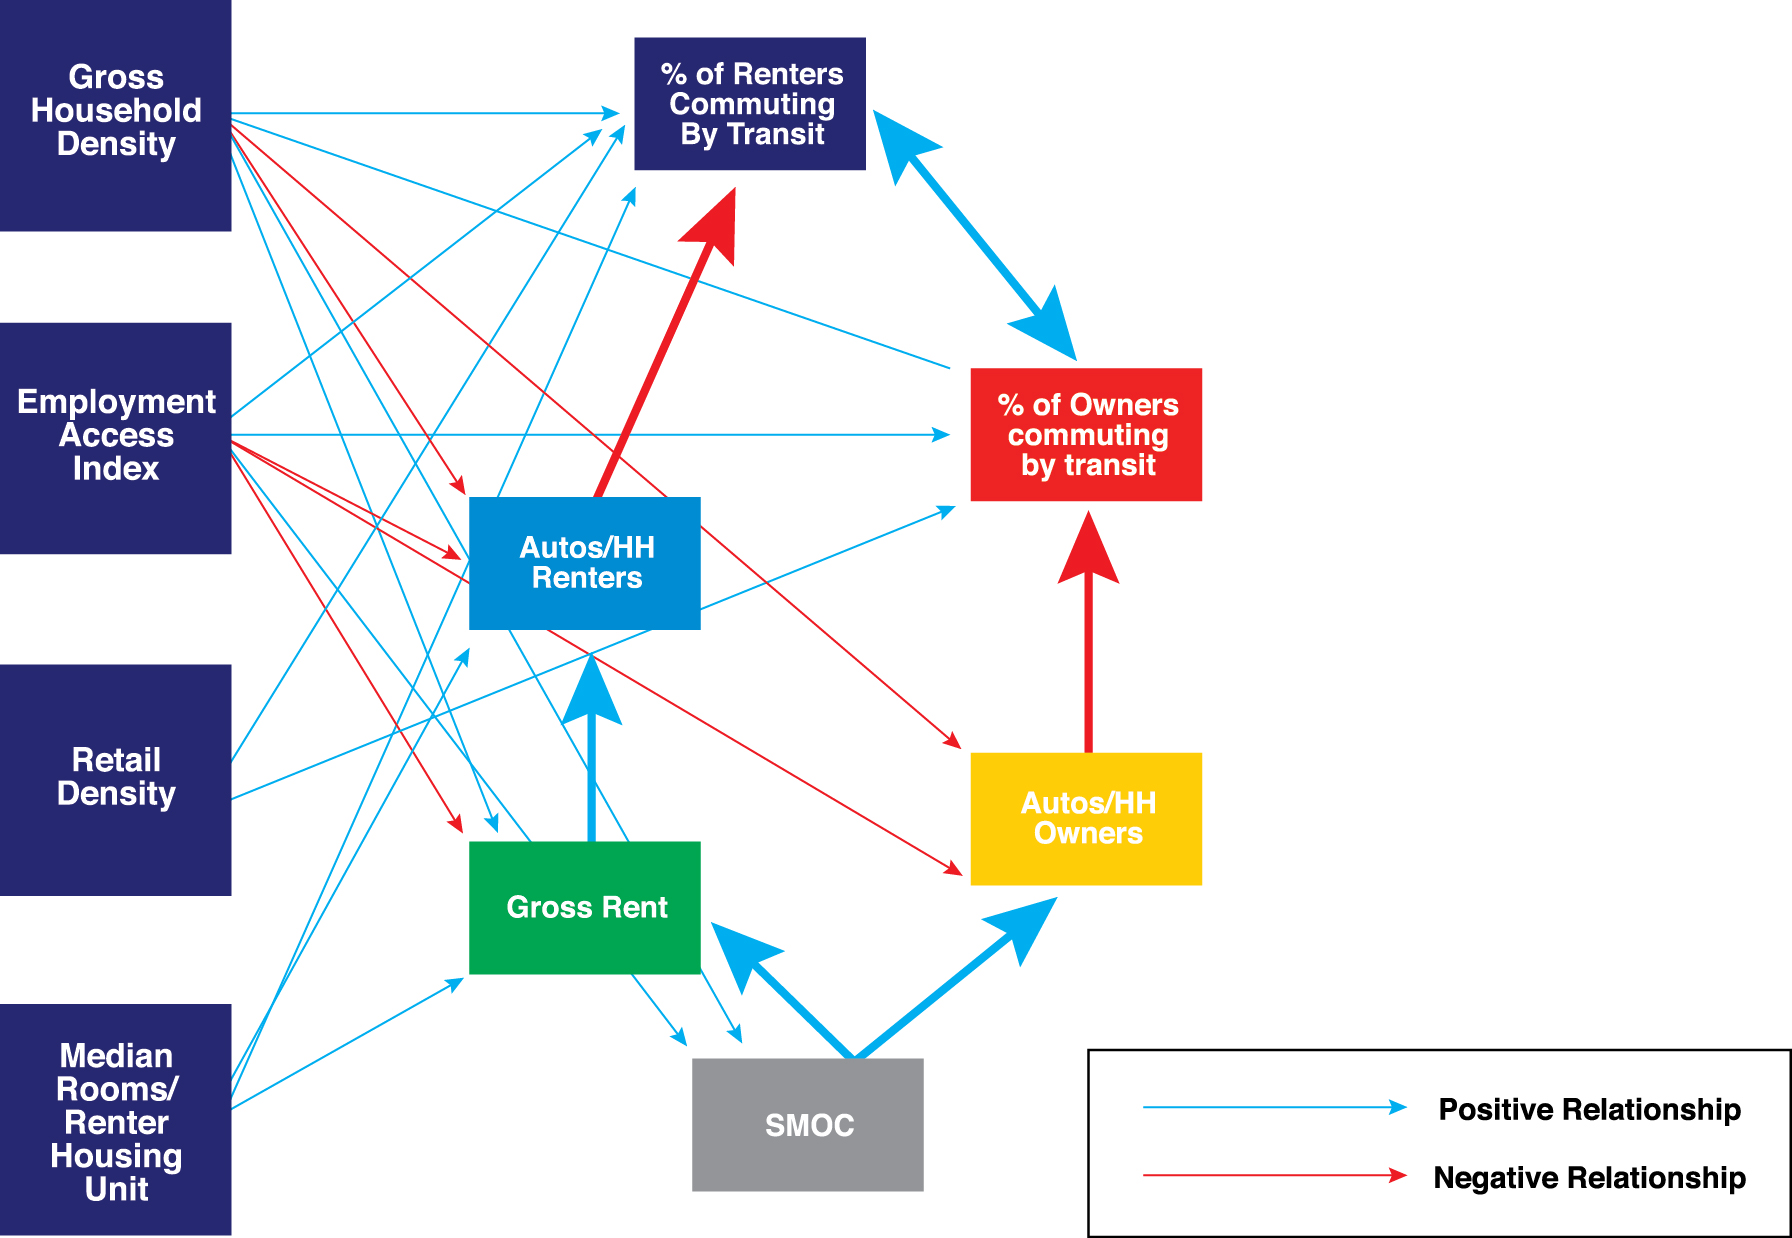 Gross
Household
Density
Employment
Access
Index
Retail
Density
Median
Rooms/
Renter
Housing
Unit
% of Renters
Commuting
By Transit
% of Owners
commuting
by transit
Autos/HH
Renters
Autos/HH
Owners
Gross Rent
SMOC
Positive Relationship
Negative Relationship